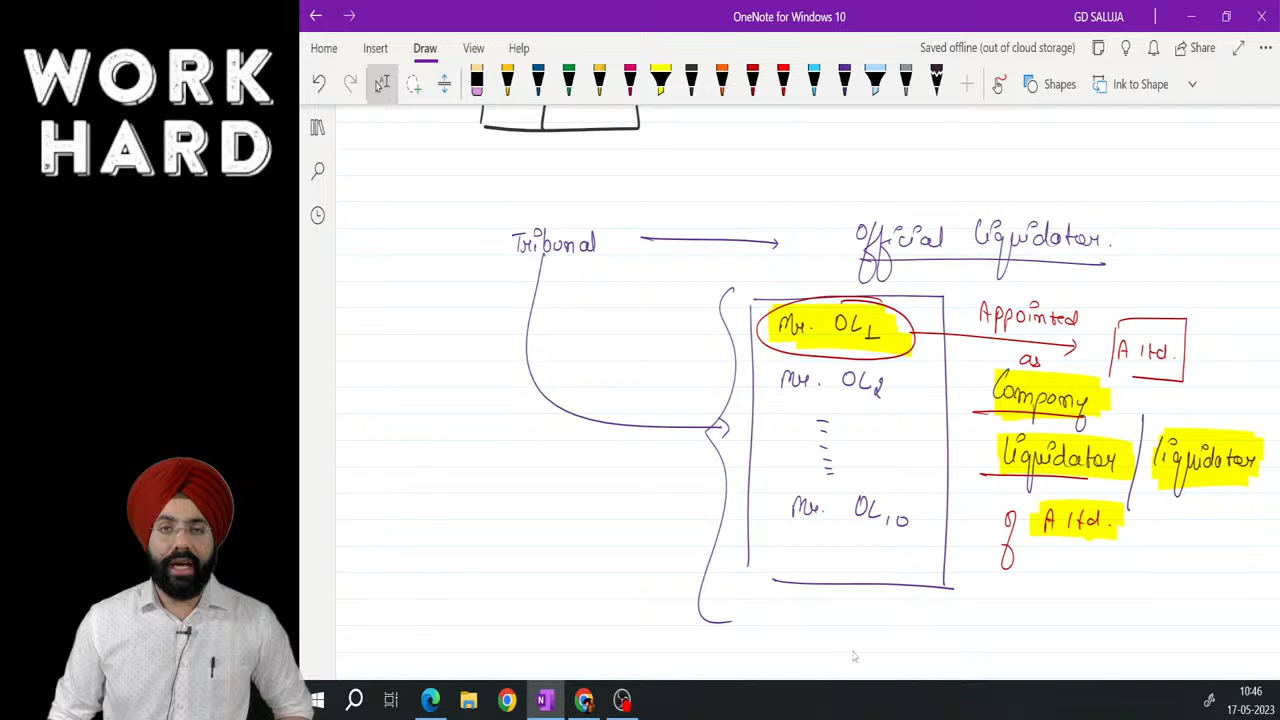 WORK
HARD
OneNote for Windows 10
GD SALUJA
Home Insert Draw View Help
Saved offline (out of cloud storage)
Share
Shapes
Ink to Shape
Tribunal
Official liquidator.
Mr. OL1
Appointed
A ltd.
as
Mr. OL2
Company
liquidator
liquidator
Mr. OL10
of A ltd.
10:46
17-05-2023